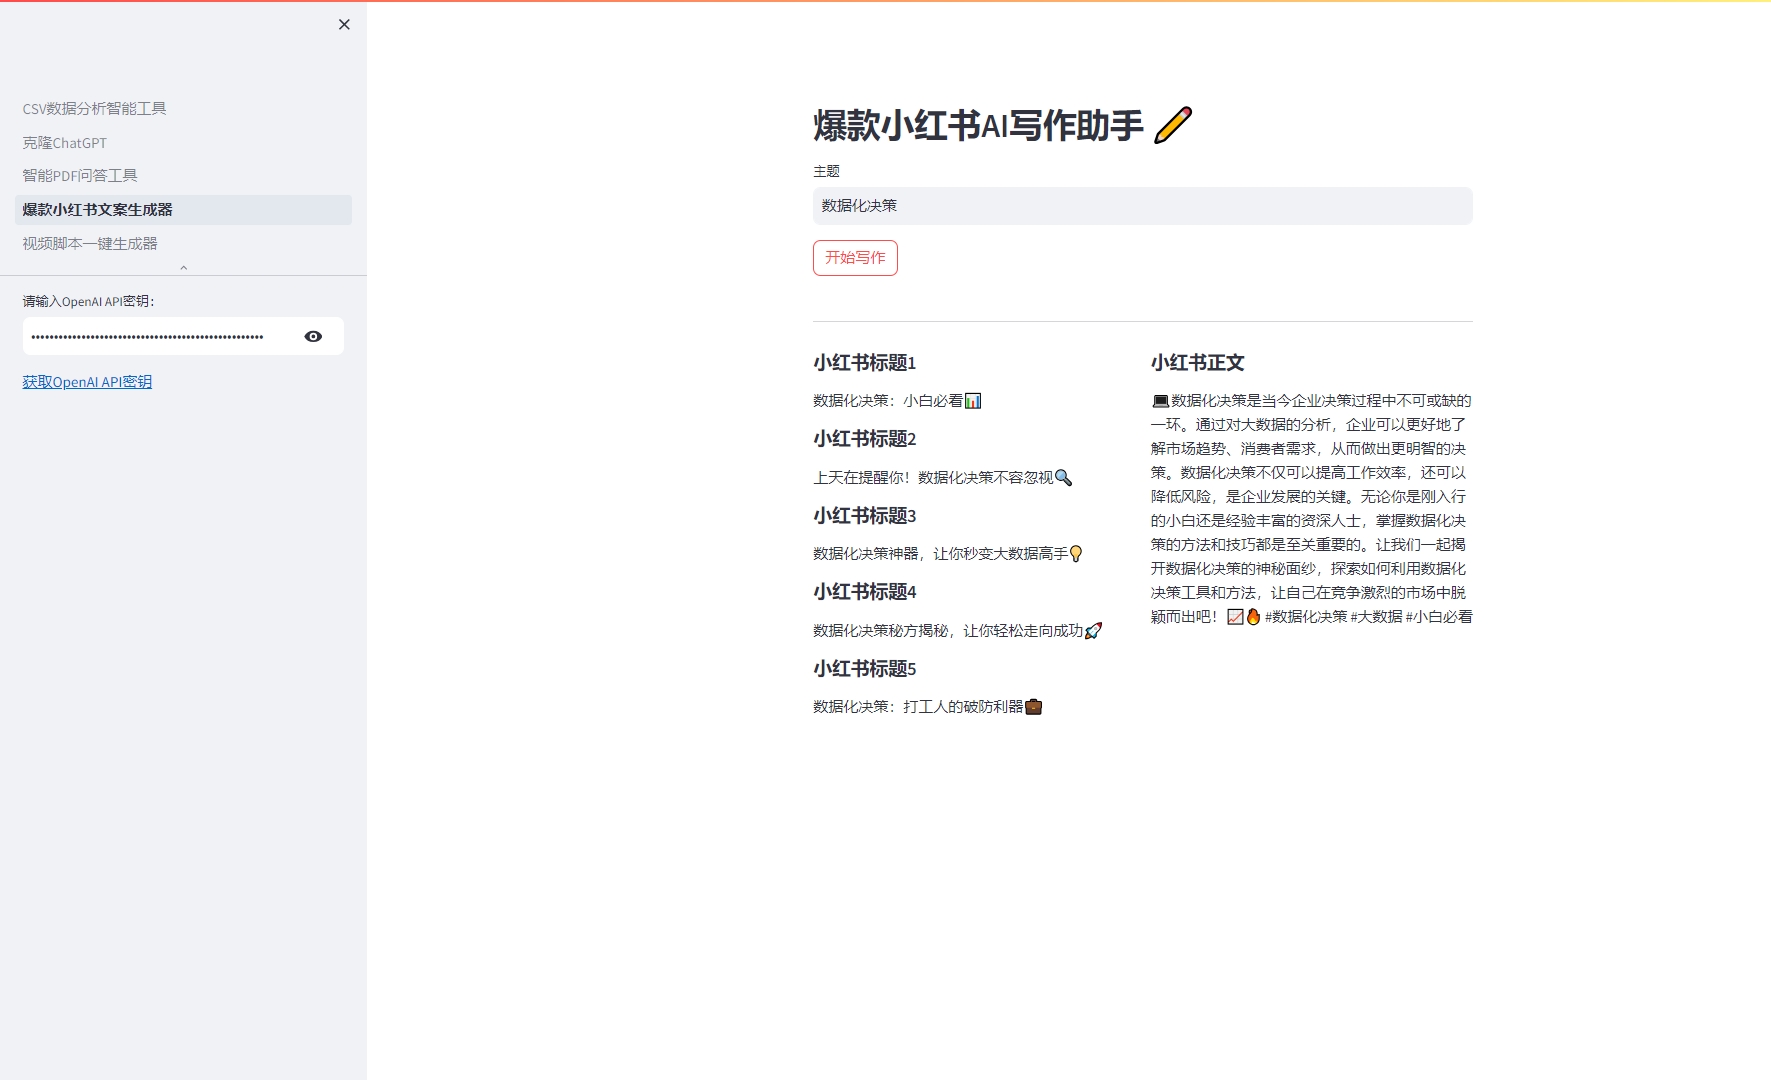 CSV数据分析智能工具
克隆ChatGPT
智能PDF问答工具
爆款小红书文案生成器
视频脚本一键生成器
请输入OpenAI API密钥：
获取OpenAI API密钥
爆款小红书AI写作助手 ✏️
主题
数据化决策
开始写作
小红书标题1
数据化决策：小白必看📊
小红书标题2
上天在提醒你！数据化决策不容忽视🔍
小红书标题3
数据化决策神器，让你秒变大数据高手💡
小红书标题4
数据化决策秘方揭秘，让你轻松走向成功🚀
小红书标题5
数据化决策：打工人的破防利器💼
小红书正文
💻数据化决策是当今企业决策过程中不可或缺的
一环。通过对大数据的分析，企业可以更好地了
解市场趋势、消费者需求，从而做出更明智的决
策。数据化决策不仅可以提高工作效率，还可以
降低风险，是企业发展的关键。无论你是刚入行
的小白还是经验丰富的资深人士，掌握数据化决
策的方法和技巧都是至关重要的。让我们一起揭
开数据化决策的神秘面纱，探索如何利用数据化
决策工具和方法，让自己在竞争激烈的市场中脱
颖而出吧！📈🔥 #数据化决策 #大数据 #小白必看